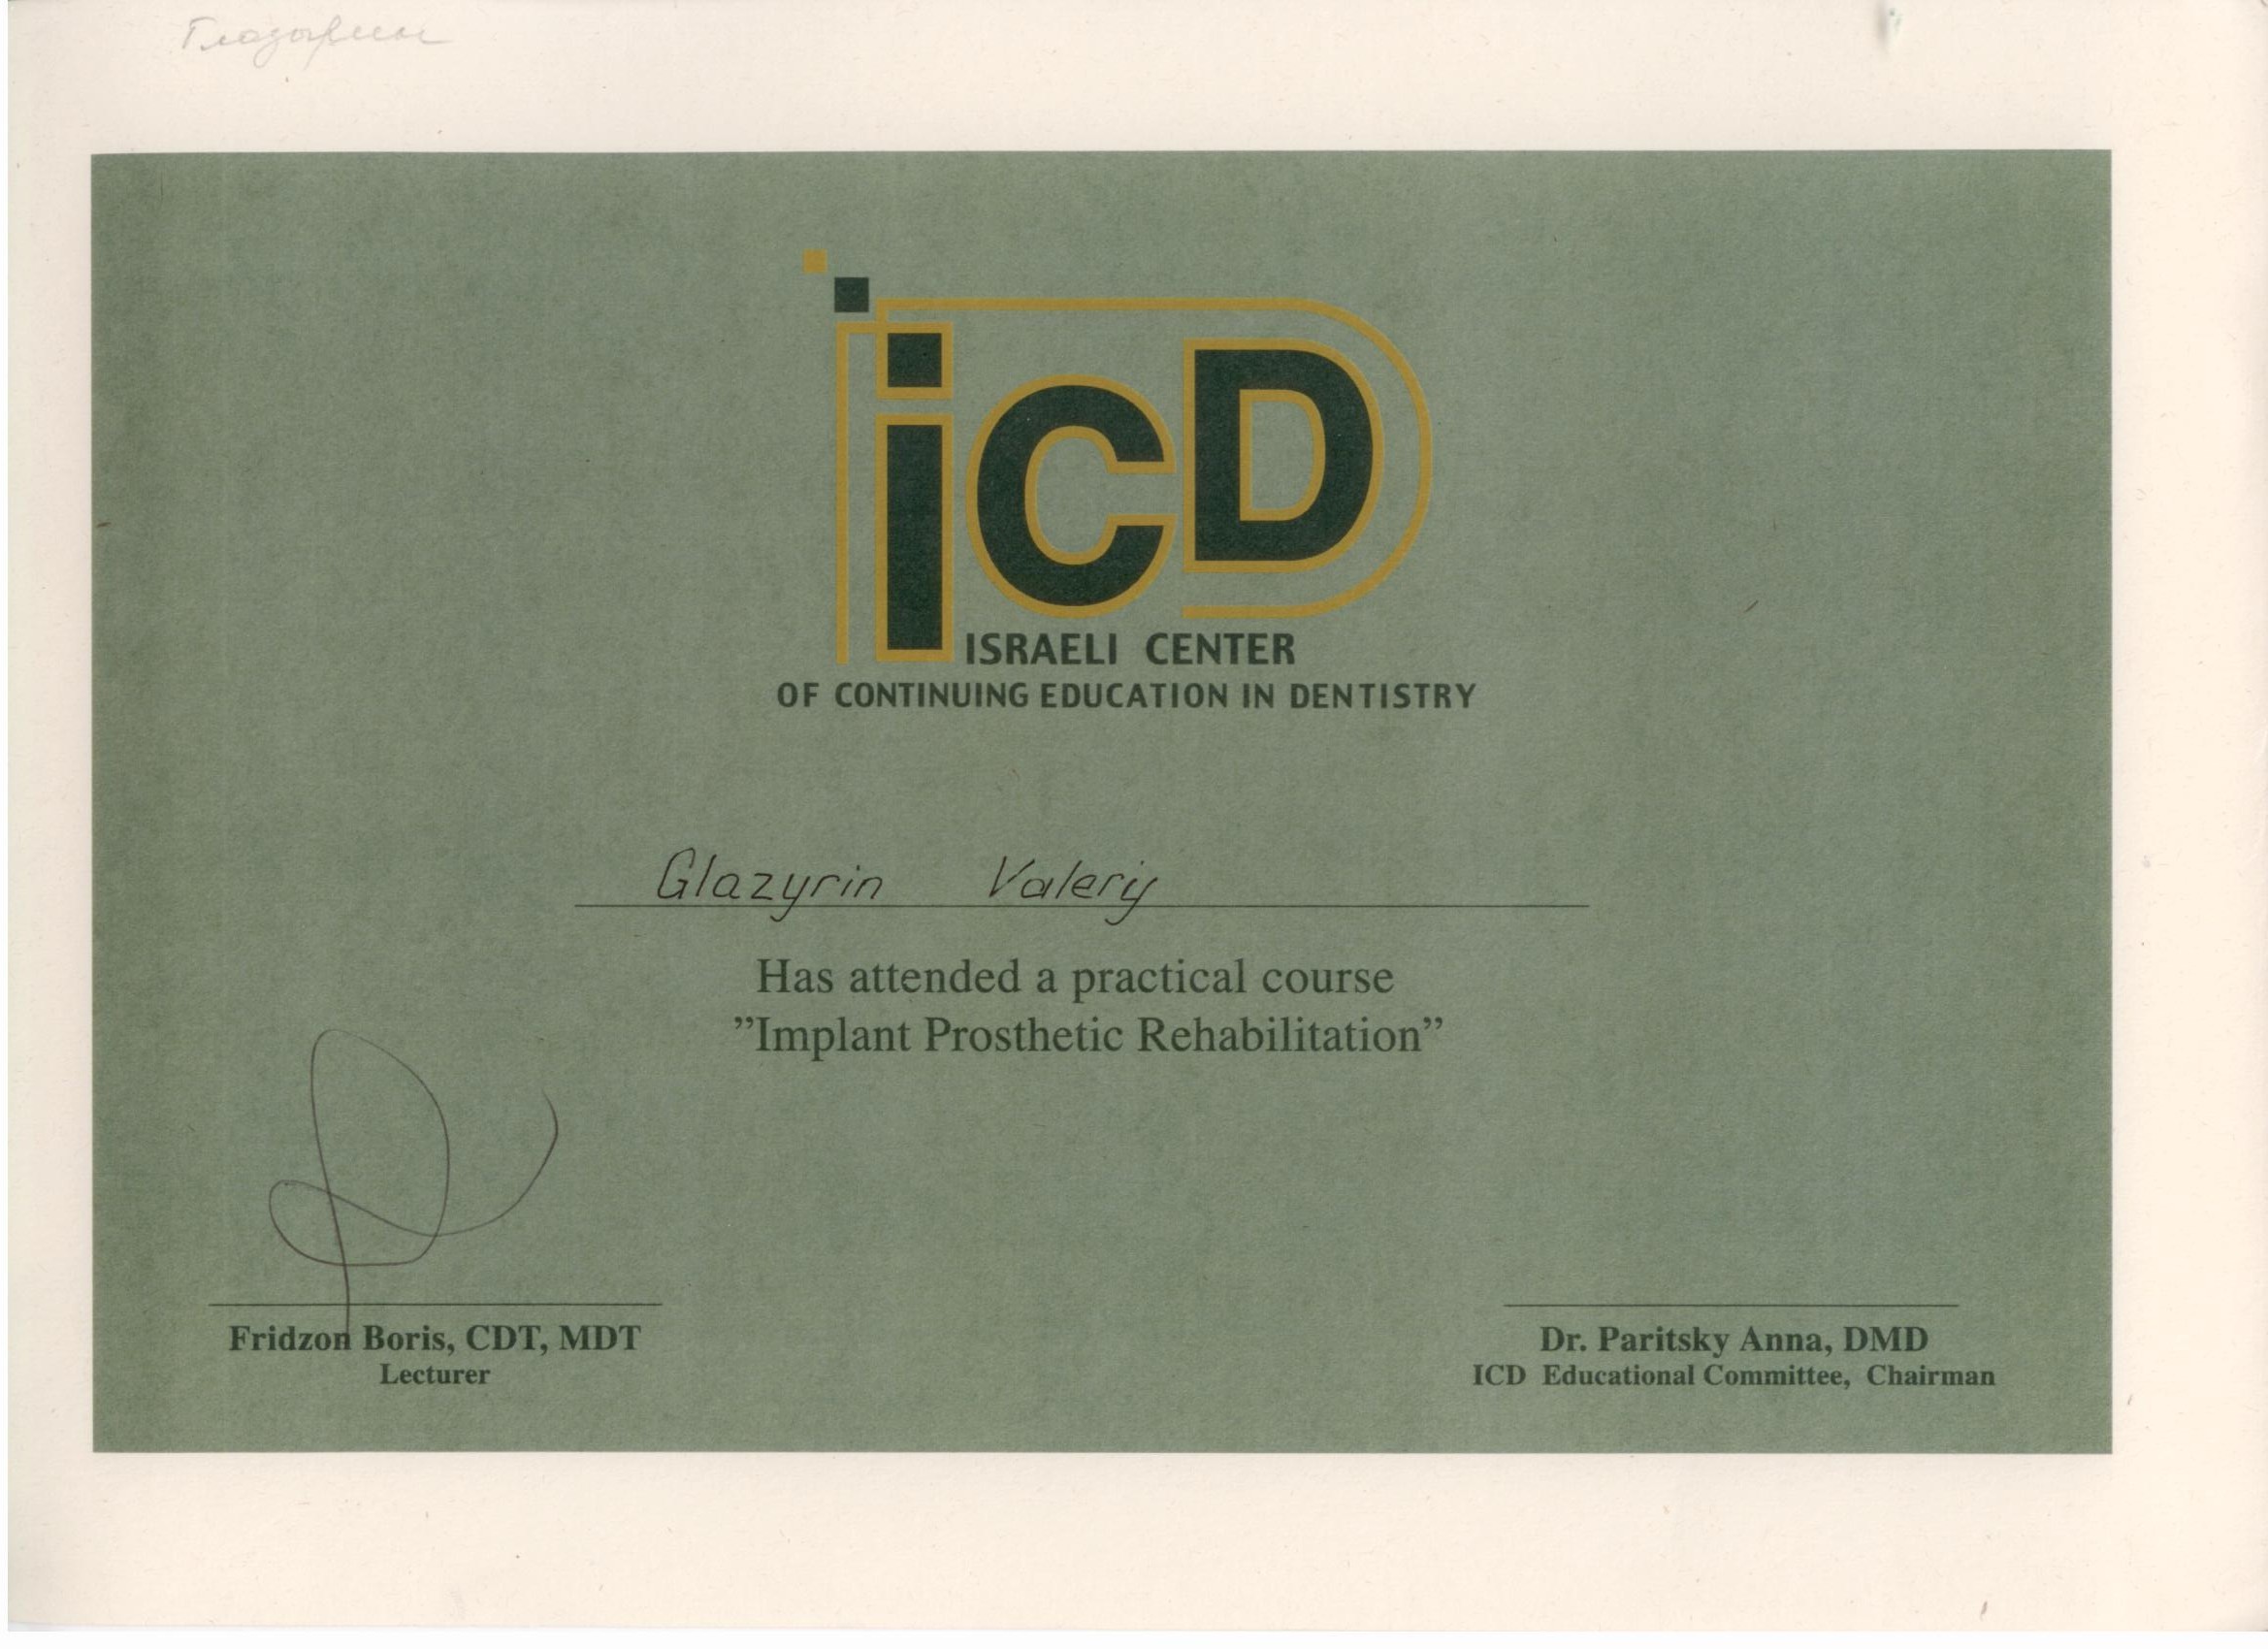 Глазырин
iCD
ISRAELI CENTER
OF CONTINUING EDUCATION IN DENTISTRY
Glazyrin Valerij
Has attended a practical course
”Implant Prosthetic Rehabilitation”
Fridzon Boris, CDT, MDT
Lecturer
Dr. Paritsky Anna, DMD
ICD Educational Committee, Chairman